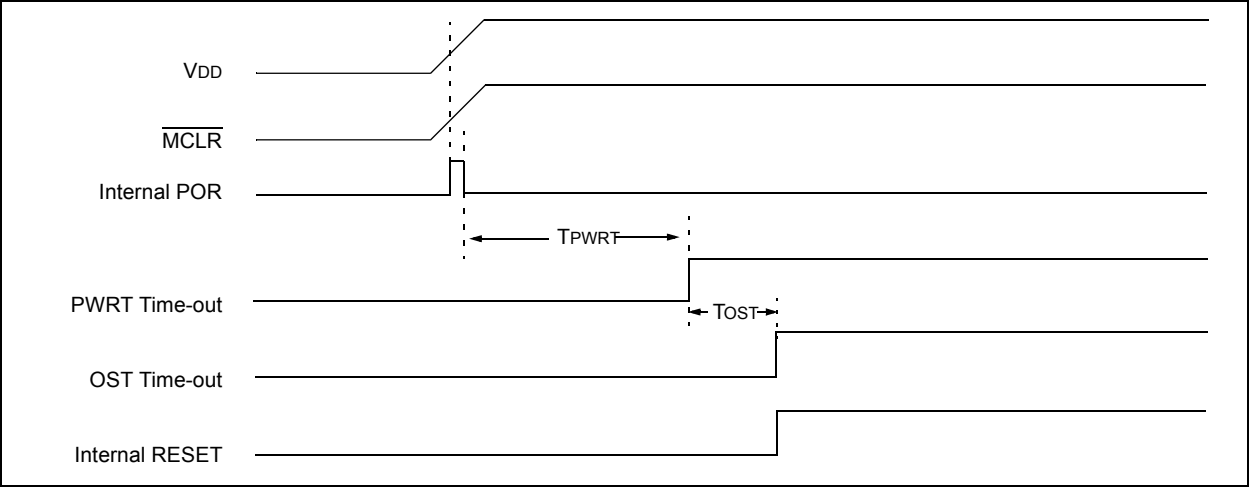 VDD
MCLR
Internal POR
TPWRT
PWRT Time-out
TOST
OST Time-out
Internal RESET